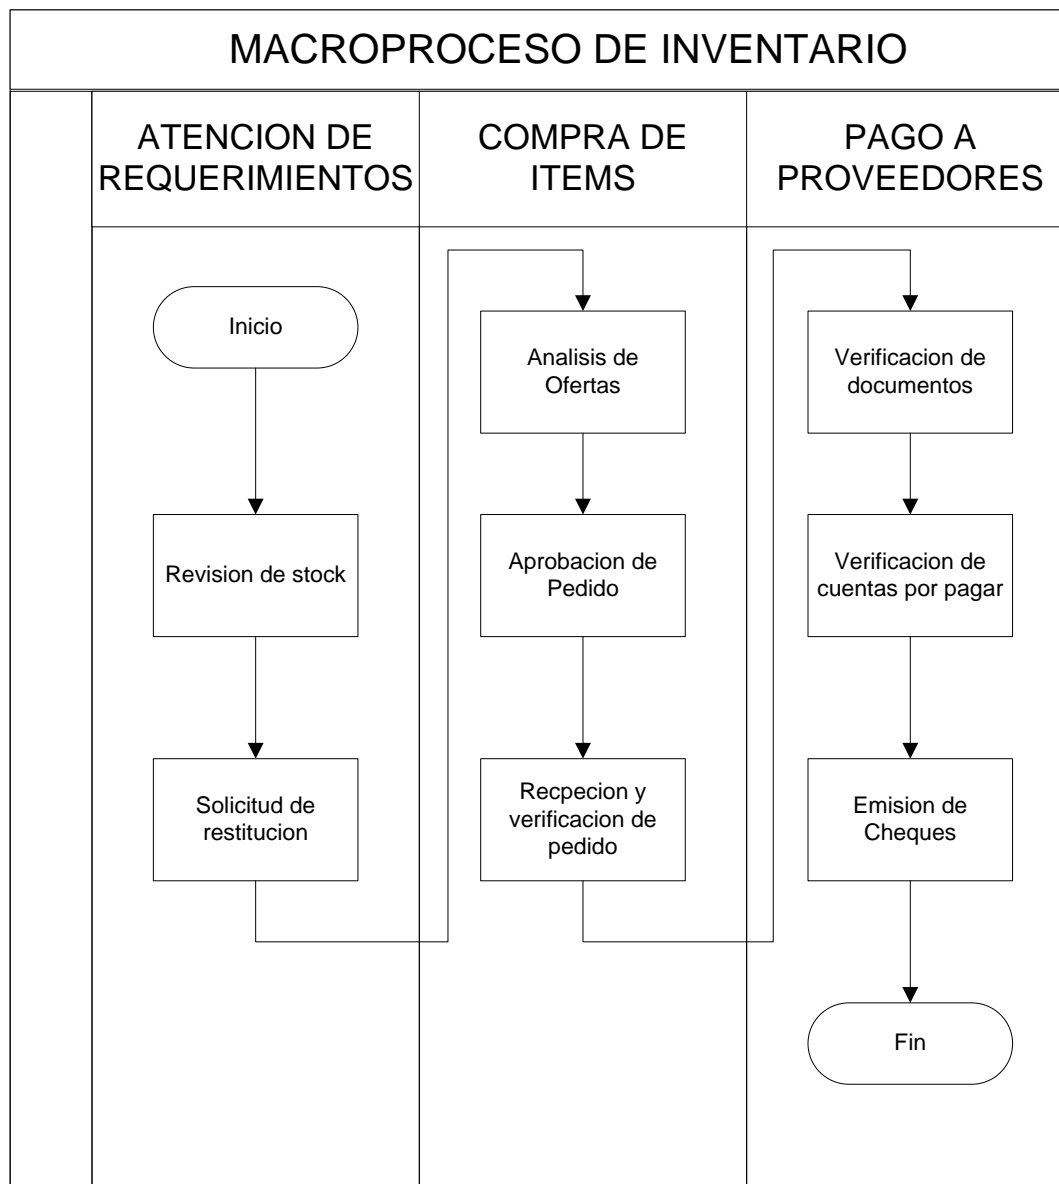 MACROPROCESO DE INVENTARIO
ATENCION DE
REQUERIMIENTOS
COMPRA DE
ITEMS
PAGO A
PROVEEDORES
Inicio
Revision de stock
Solicitud de
restitucion
Analisis de
Ofertas
Aprobacion de
Pedido
Recpecion y
verificacion de
pedido
Verificacion de
documentos
Verificacion de
cuentas por pagar
Emision de
Cheques
Fin